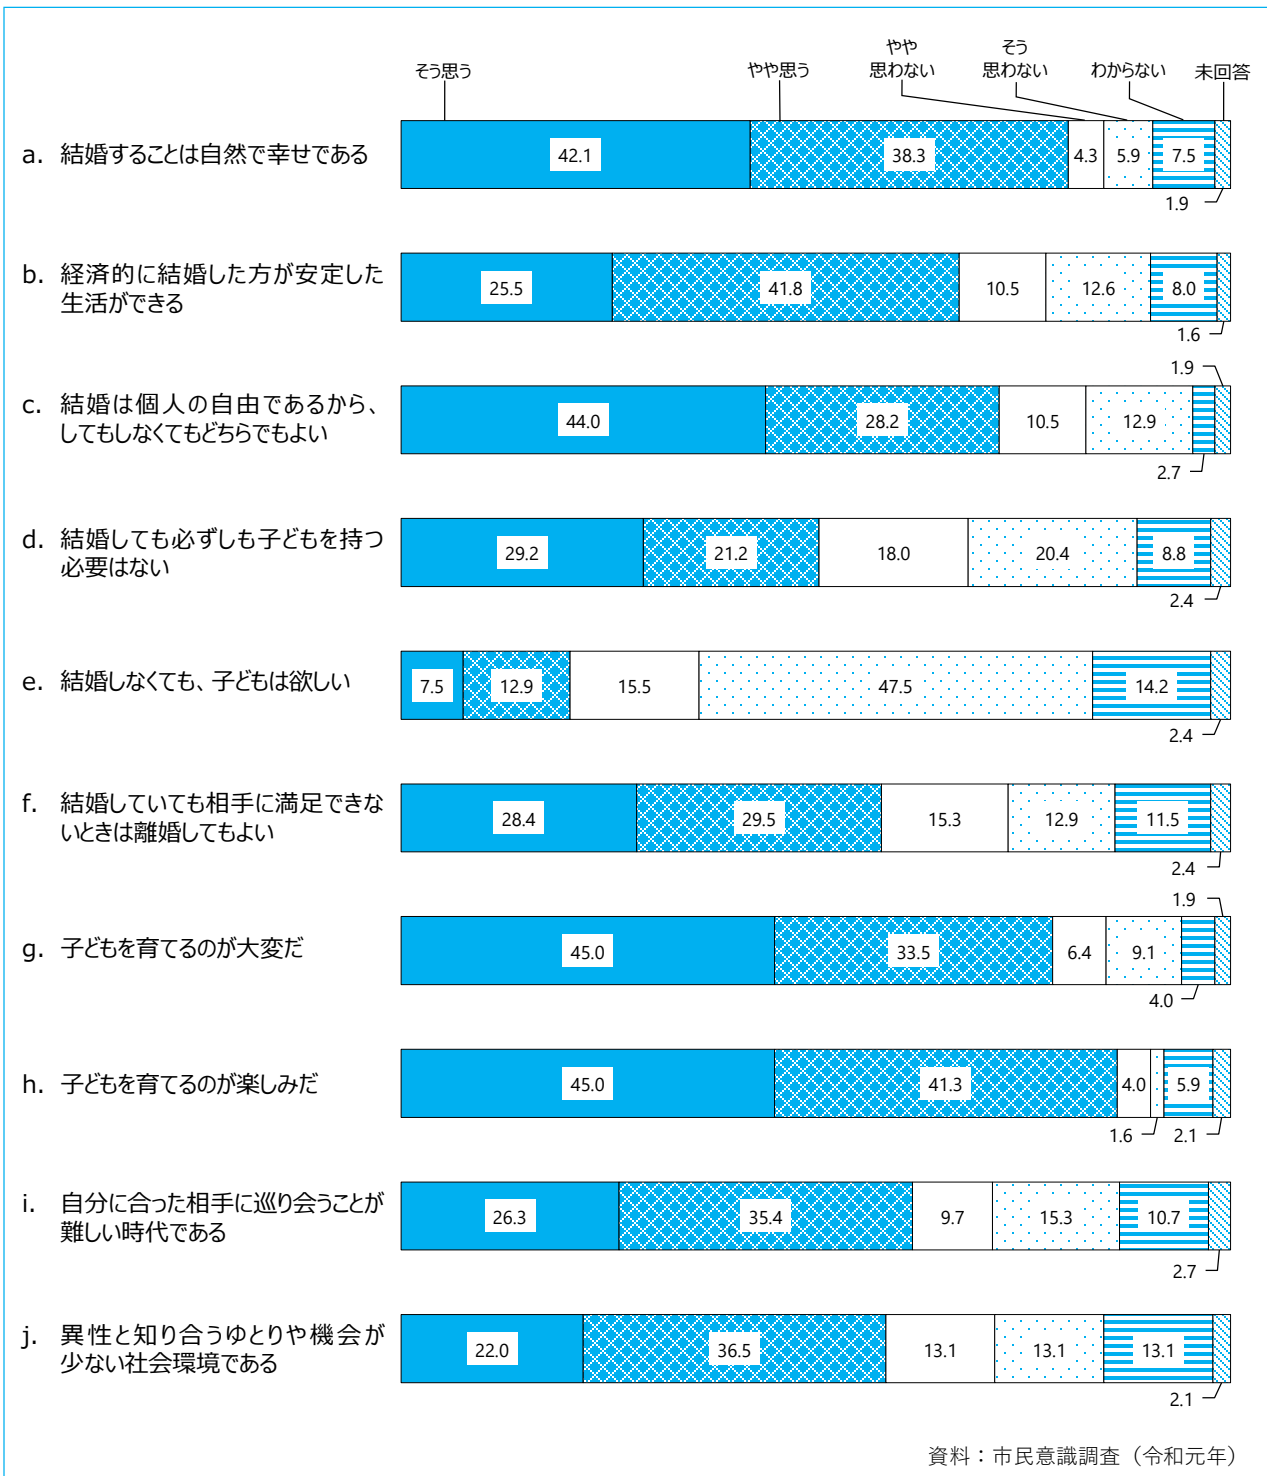 そう思う
やや思う
やや
思わない
そう
思わない
わからない
未回答
a. 結婚することは自然で幸せである
42.1
38.3
4.3
5.9
7.5
1.9
b. 経済的に結婚した方が安定した
生活ができる
25.5
41.8
10.5
12.6
8.0
1.6
c. 結婚は個人の自由であるから、
してもしなくてもどちらでもよい
44.0
28.2
10.5
12.9
2.7
1.9
d. 結婚しても必ずしも子どもを持つ
必要はない
29.2
21.2
18.0
20.4
8.8
2.4
e. 結婚しなくても、子どもは欲しい
7.5
12.9
15.5
47.5
14.2
2.4
f. 結婚していても相手に満足できな
いときは離婚してもよい
28.4
29.5
15.3
12.9
11.5
2.4
g. 子どもを育てるのが大変だ
45.0
33.5
6.4
9.1
4.0
1.9
h. 子どもを育てるのが楽しみだ
45.0
41.3
4.0
1.6
5.9
2.1
i. 自分に合った相手に巡り会うことが
難しい時代である
26.3
35.4
9.7
15.3
10.7
2.7
j. 異性と知り合うゆとりや機会が
少ない社会環境である
22.0
36.5
13.1
13.1
13.1
2.1
資料：市民意識調査（令和元年）